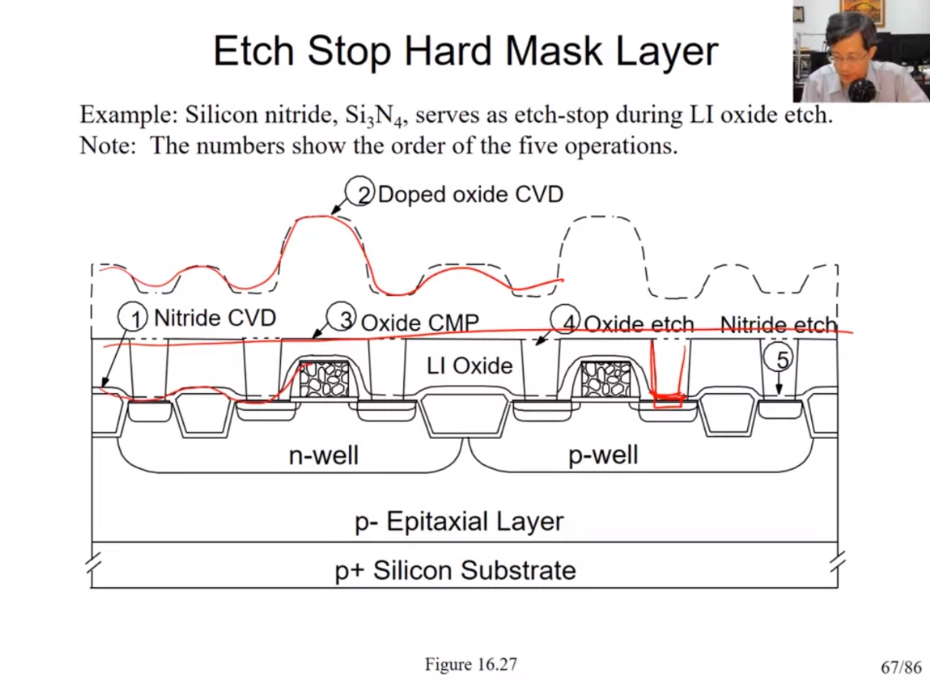 Etch Stop Hard Mask Layer
Example: Silicon nitride, Si₃N₄, serves as etch-stop during LI oxide etch.
Note: The numbers show the order of the five operations.
2 Doped oxide CVD
1 Nitride CVD
3 Oxide CMP
4 Oxide etch
Nitride etch
LI Oxide
5
n-well
p-well
p- Epitaxial Layer
p+ Silicon Substrate
Figure 16.27
67/86